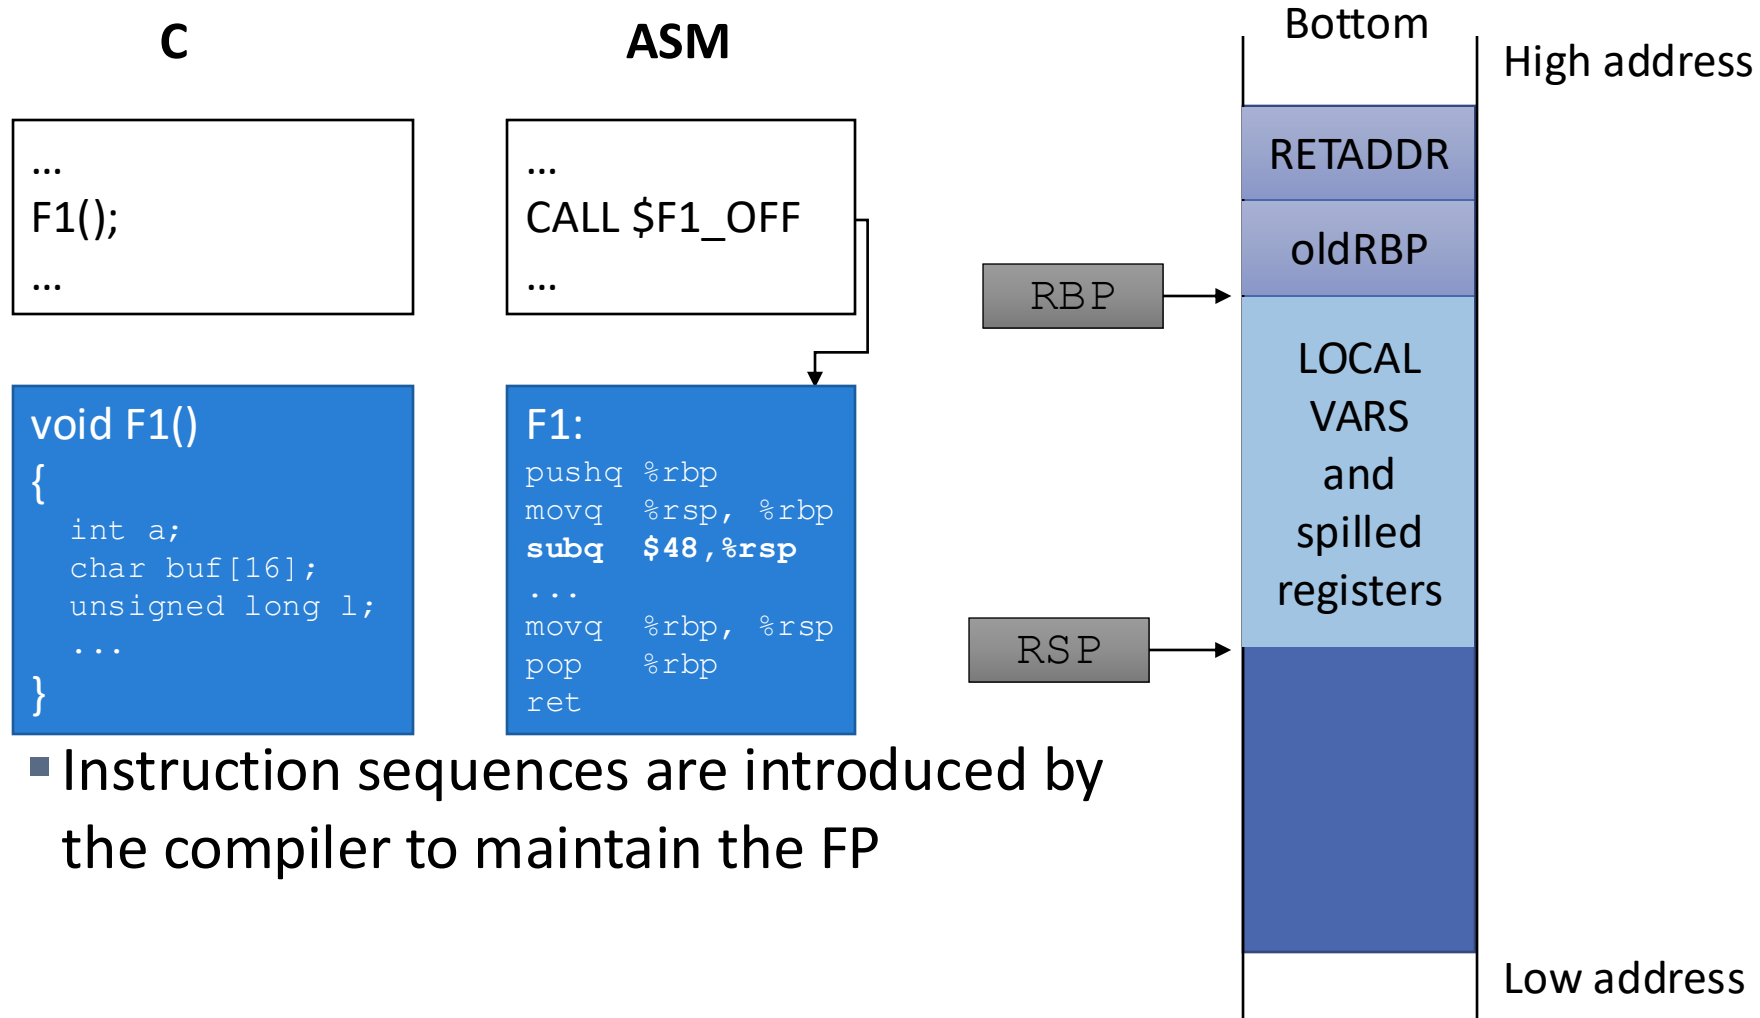 C
ASM
...
F1();
...
...
CALL $F1_OFF
...
void F1()
{
int a;
char buf[16];
unsigned long l;
...
}
F1:
pushq %rbp
movq %rsp, %rbp
subq $48,%rsp
...
movq %rbp, %rsp
pop %rbp
ret
Instruction sequences are introduced by
the compiler to maintain the FP
Bottom
High address
RETADDR
oldRBP
RBP
LOCAL
VARS
and
spilled
registers
RSP
Low address